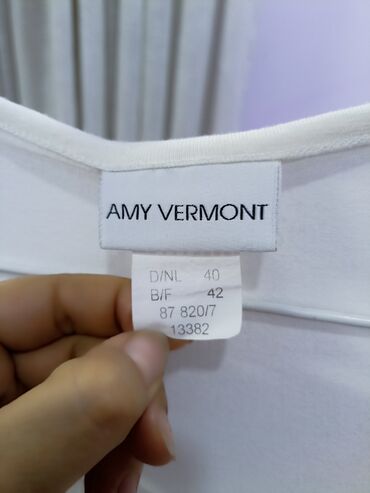 AMY VERMONT
D/NL 40
B/F 42
87 820/7
13382